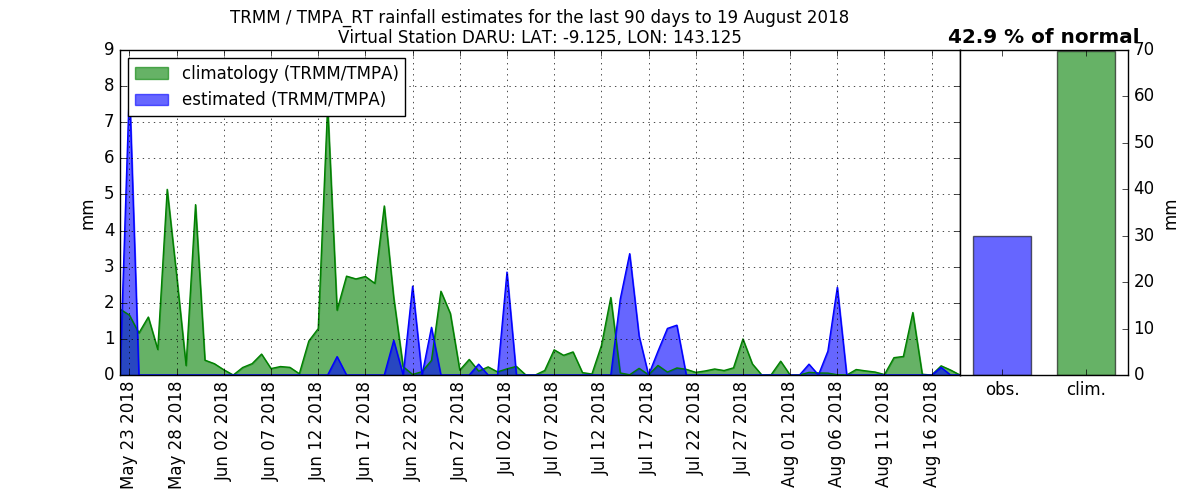 TRMM / TMPA_RT rainfall estimates for the last 90 days to 19 August 2018
Virtual Station DARU: LAT: -9.125, LON: 143.125
42.9 % of normal
climatology (TRMM/TMPA)
estimated (TRMM/TMPA)
9
8
7
6
5
4
3
2
1
0
mm
May 23 2018
May 28 2018
Jun 02 2018
Jun 07 2018
Jun 12 2018
Jun 17 2018
Jun 22 2018
Jun 27 2018
Jul 02 2018
Jul 07 2018
Jul 12 2018
Jul 17 2018
Jul 22 2018
Jul 27 2018
Aug 01 2018
Aug 06 2018
Aug 11 2018
Aug 16 2018
obs.
clim.
70
60
50
40
30
20
10
0
mm